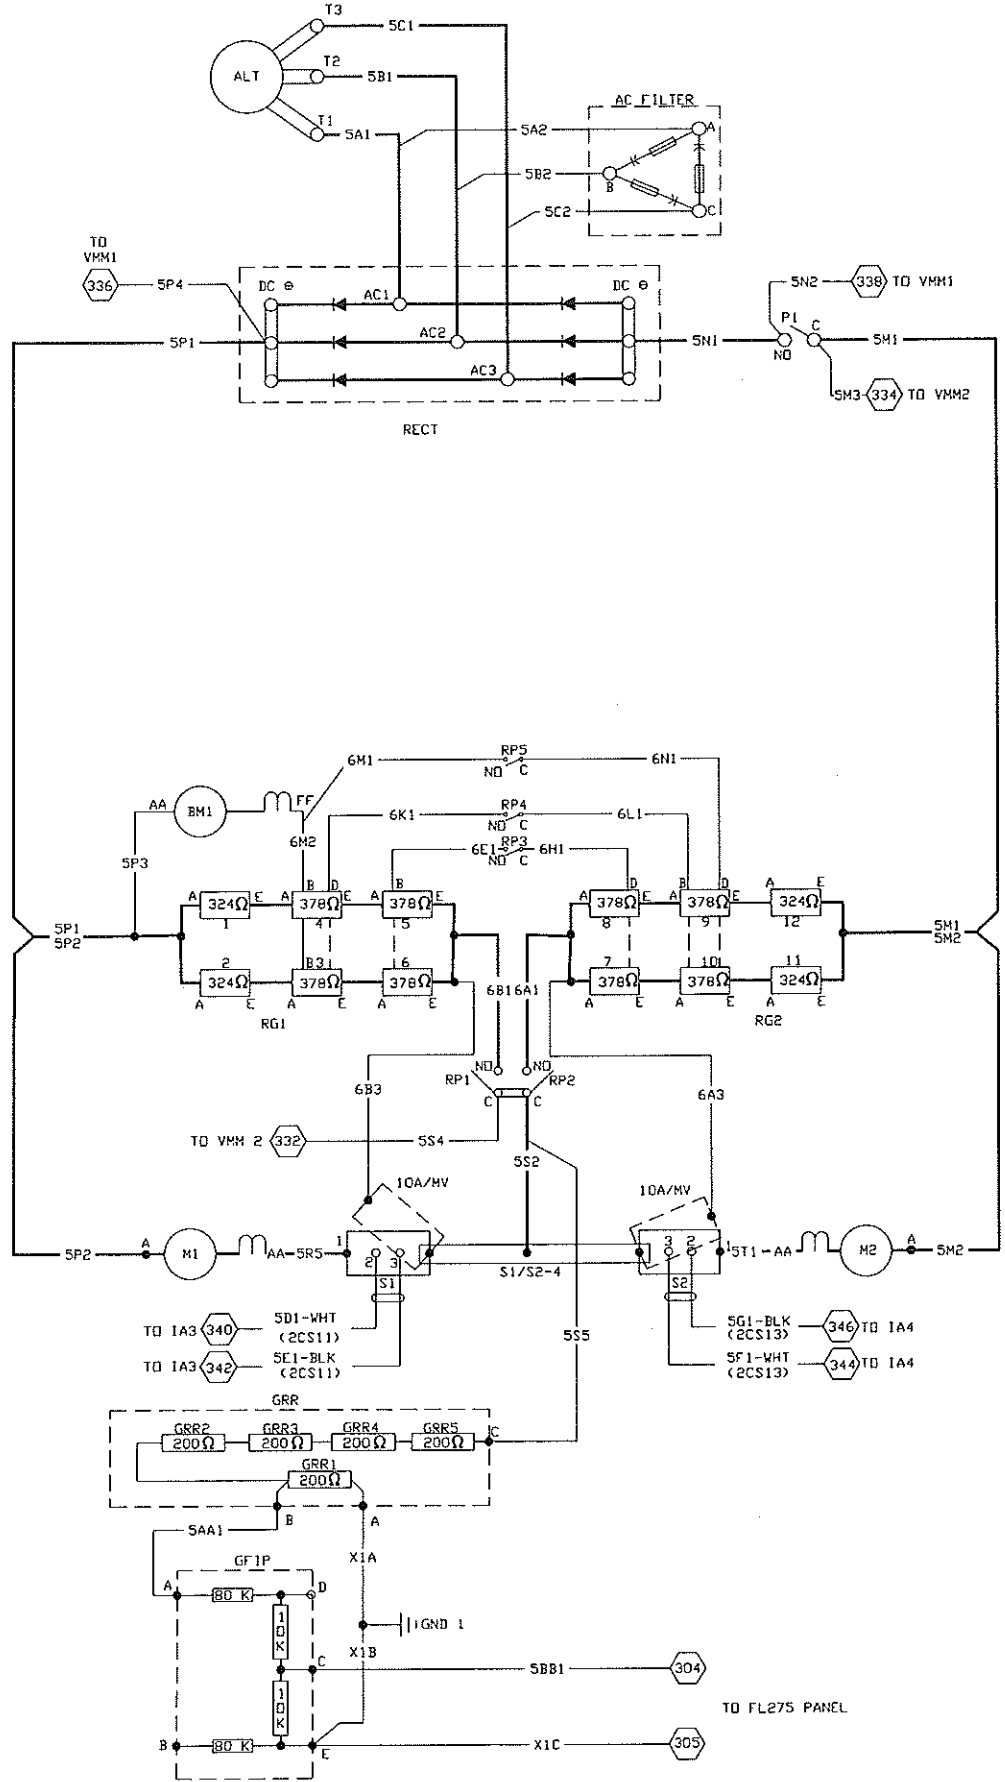 T3
5C1
ALT
T2
5B1
T1
5A1
AC FILTER
5A2
A
5B2
B
5C2
C
TO
VMM1
336
5P4
DC ⊖
AC1
DC ⊖
5N2
338
TO VMM1
5P1
AC2
5N1
P1
C
NO
5M1
AC3
5M3
334
TO VMM2
RECT
6M1
RP5
NO C
6N1
AA
BM1
FF
6K1
RP4
NO C
6L1
6M2
5P3
6E1
RP3
NO C
6H1
A 324Ω E
1
B D
A 378Ω E
4
B
A 378Ω E
5
D
A 378Ω E
8
B D
A 378Ω E
9
A 324Ω E
12
5P1
5P2
5M1
5M2
2
324Ω
A E
B3
378Ω
A E
6
378Ω
A E
6B1
6A1
7
378Ω
A E
10
378Ω
A E
11
324Ω
A E
RG1
RG2
NO
NO
RP1
RP2
C C
6B3
6A3
TO VMM 2
332
5S4
5S2
10A/MV
10A/MV
5P2
A
M1
AA
5R5
1
2 3
S1
S1/S2-4
3 2
S2
1
5T1
AA
M2
A
5M2
TO IA3
340
5D1-WHT
(2CS11)
5G1-BLK
(2CS13)
346
TO IA4
5S5
TO IA3
342
5E1-BLK
(2CS11)
5F1-WHT
(2CS13)
344
TO IA4
GRR
GRR2
200Ω
GRR3
200Ω
GRR4
200Ω
GRR5
200Ω
C
GRR1
200Ω
B
A
5AA1
X1A
GF1P
A
80 K
D
10K
GND 1
X1B
C
5BB1
304
10K
TO FL275 PANEL
B
80 K
E
X1C
305